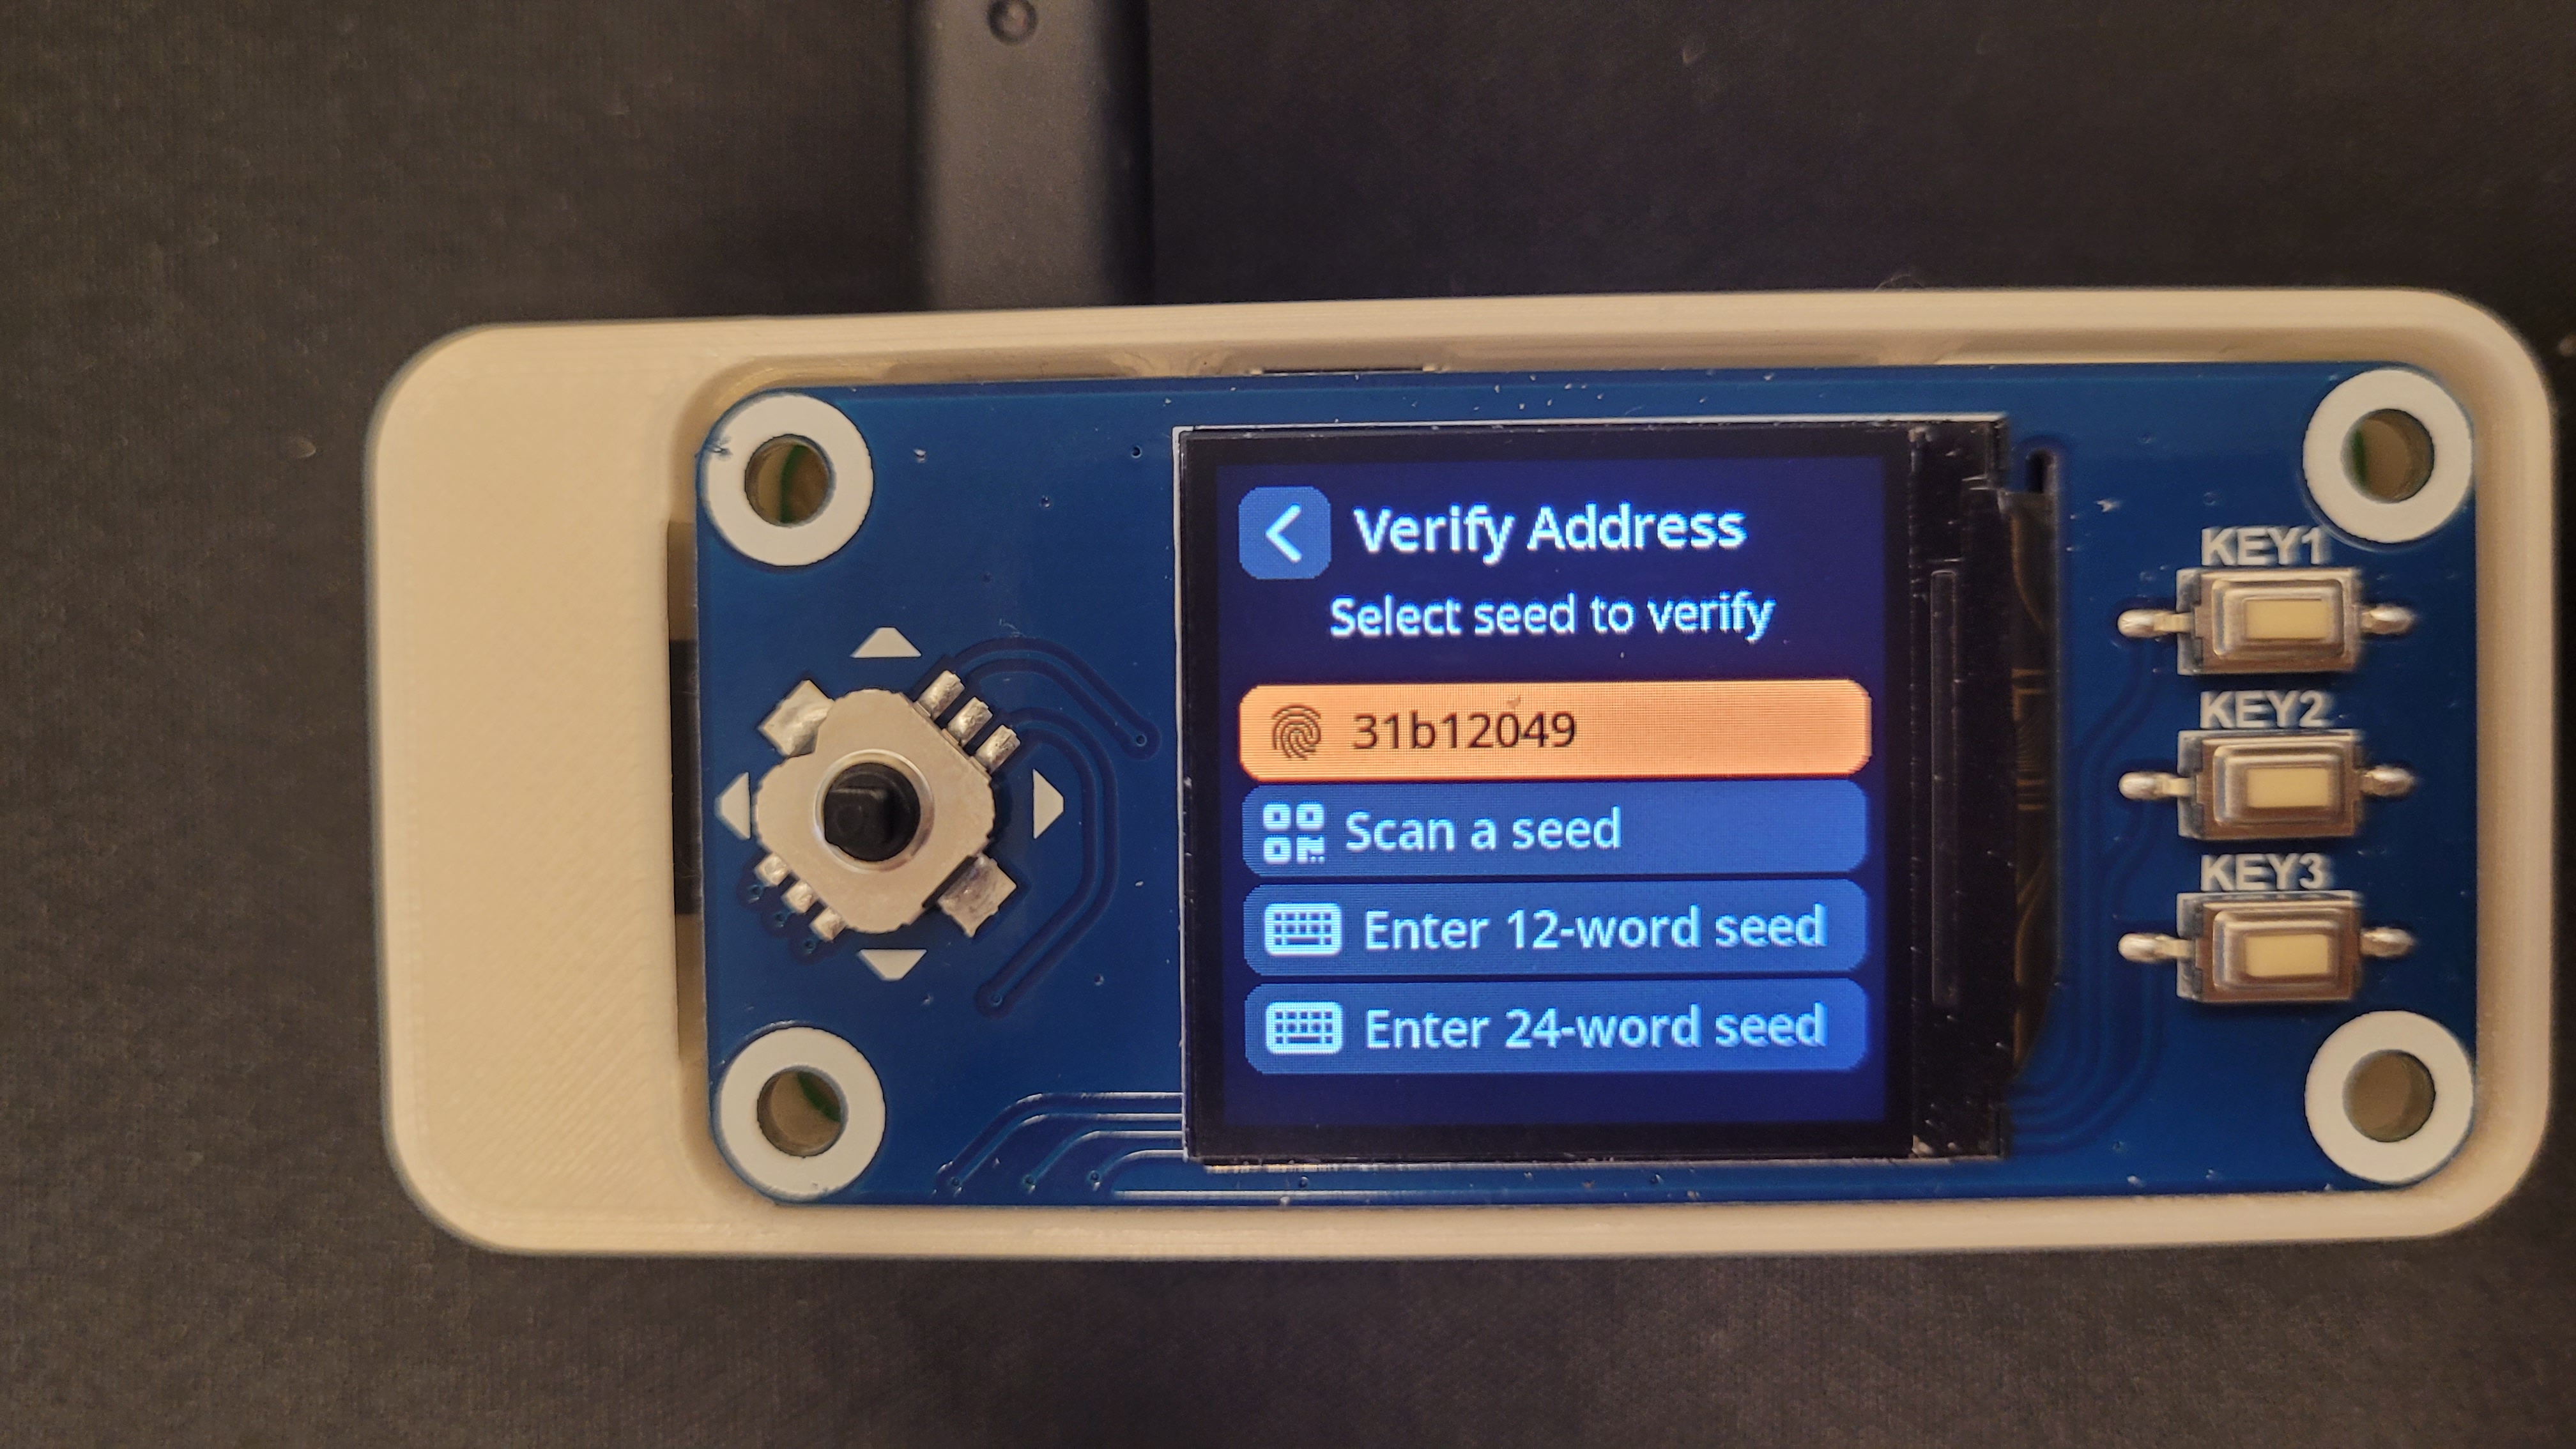 Verify Address
Select seed to verify
31b12049
Scan a seed
Enter 12-word seed
Enter 24-word seed
KEY1
KEY2
KEY3